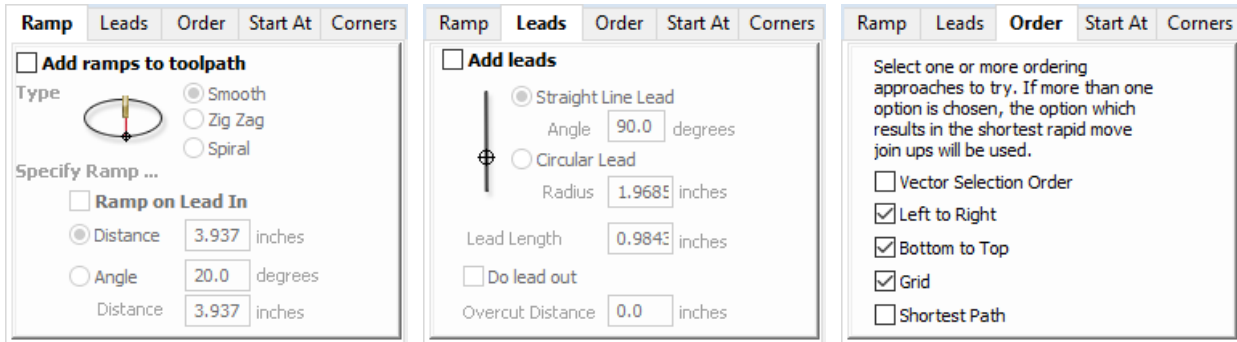 Ramp Leads Order Start At Corners
Add ramps to toolpath
Type
Smooth
Zig Zag
Spiral
Specify Ramp ...
Ramp on Lead In
Distance 3.937 inches
Angle 20.0 degrees
Distance 3.937 inches
Ramp Leads Order Start At Corners
Add leads
Straight Line Lead
Angle 90.0 degrees
Circular Lead
Radius 1.9685 inches
Lead Length 0.9843 inches
Do lead out
Overcut Distance 0.0 inches
Ramp Leads Order Start At Corners
Select one or more ordering
approaches to try. If more than one
option is chosen, the option which
results in the shortest rapid move
join ups will be used.
Vector Selection Order
Left to Right
Bottom to Top
Grid
Shortest Path